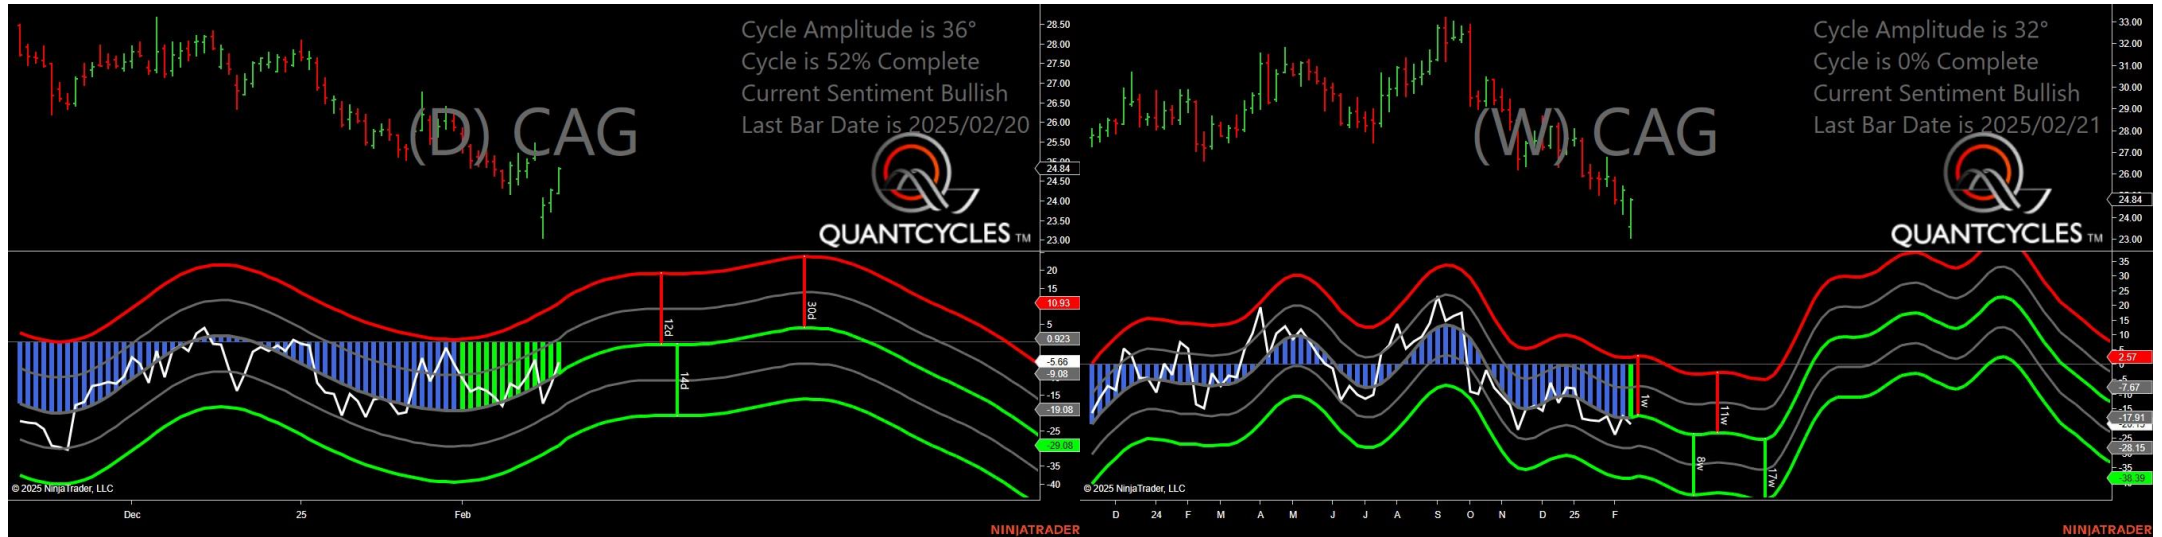 Cycle Amplitude is 36°
Cycle is 52% Complete
Current Sentiment Bullish
Last Bar Date is 2025/02/20
(D) CAG
QUANTCYCLES TM
28.50
28.00
27.50
27.00
26.50
26.00
25.50
24.84
24.50
24.00
23.50
23.00
20
15
10.93
5
0.923
-5.66
-9.08
-15
-19.08
-25
-29.08
-35
-40
12d
14d
30d
© 2025 NinjaTrader, LLC
Dec
25
Feb
NINJATRADER
Cycle Amplitude is 32°
Cycle is 0% Complete
Current Sentiment Bullish
Last Bar Date is 2025/02/21
(W) CAG
QUANTCYCLES TM
33.00
32.00
31.00
30.00
29.00
28.00
27.00
26.00
24.84
24.00
23.00
35
30
25
20
15
10
2.57
-7.67
-15
-17.91
-25
-28.15
-35
-38.39
1w
11w
8w
17w
© 2025 NinjaTrader, LLC
D
24
F
M
A
M
J
J
A
S
O
N
D
25
F
NINJATRADER